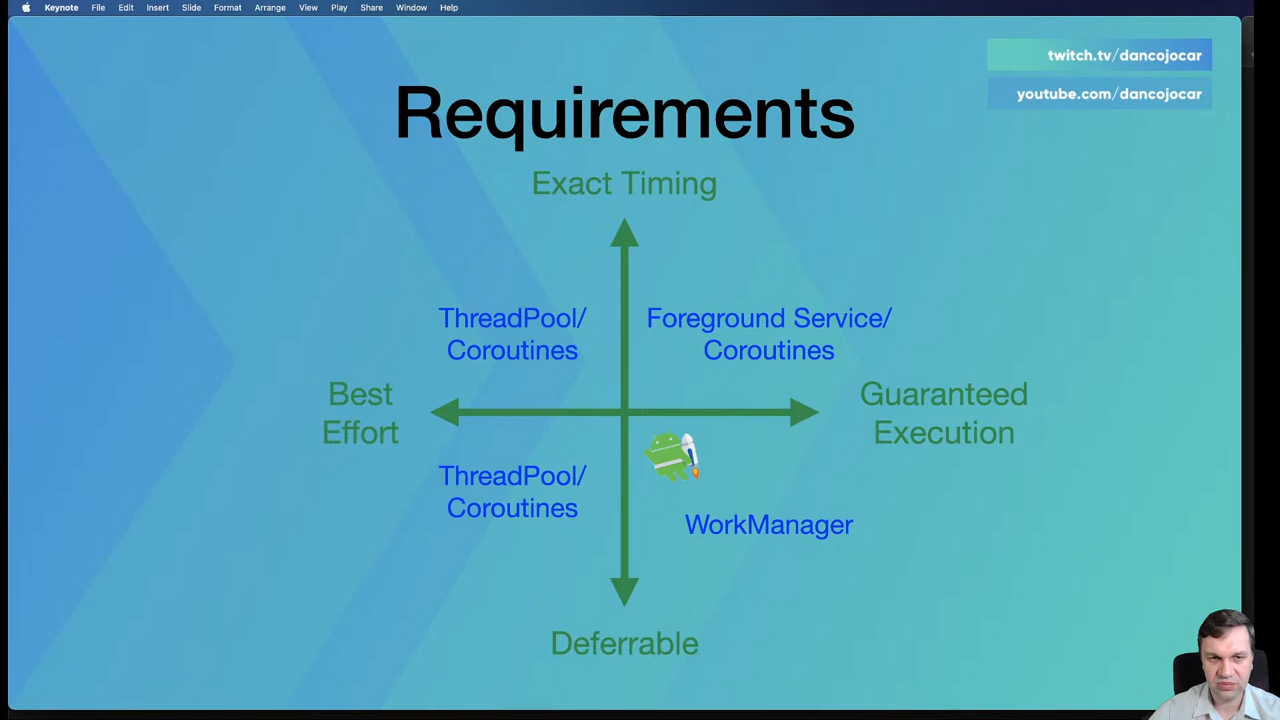 Keynote File Edit Insert Slide Format Arrange View Play Share Window Help
twitch.tv/dancojocar
youtube.com/dancojocar
Requirements
Exact Timing
ThreadPool/
Coroutines
Foreground Service/
Coroutines
Best
Effort
Guaranteed
Execution
ThreadPool/
Coroutines
WorkManager
Deferrable